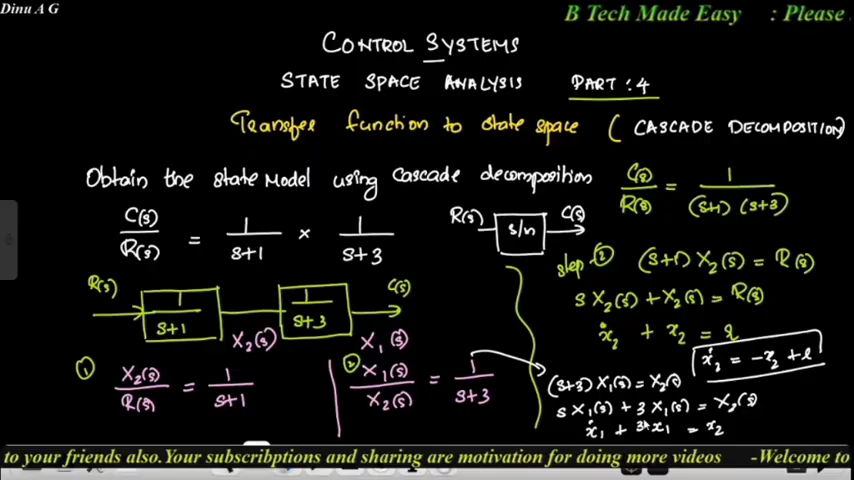 Dinu A G
B Tech Made Easy : Please
CONTROL SYSTEMS
STATE SPACE ANALYSIS PART : 4
Transfer function to state space ( CASCADE DECOMPOSITION)
Obtain the state Model using Cascade decomposition C(s)/R(s) = 1/((s+1) (s+3))
C(s)/R(s) = 1/(s+1) × 1/(s+3)
R(s) s/n C(s)
R(s) 1/(s+1) X₂(s) 1/(s+3) C(s) X₁(s)
① X₂(s)/R(s) = 1/(s+1)
② X₁(s)/X₂(s) = 1/(s+3)
step ② (s+1) X₂(s) = R(s)
s X₂(s) + X₂(s) = R(s)
ẋ₂ + x₂ = r
ẋ₂ = -x₂ + r
(s+3) X₁(s) = X₂(s)
s X₁(s) + 3 X₁(s) = X₂(s)
ẋ₁ + 3x₁ = x₂
to your friends also.Your subscribptions and sharing are motivation for doing more videos -Welcome to